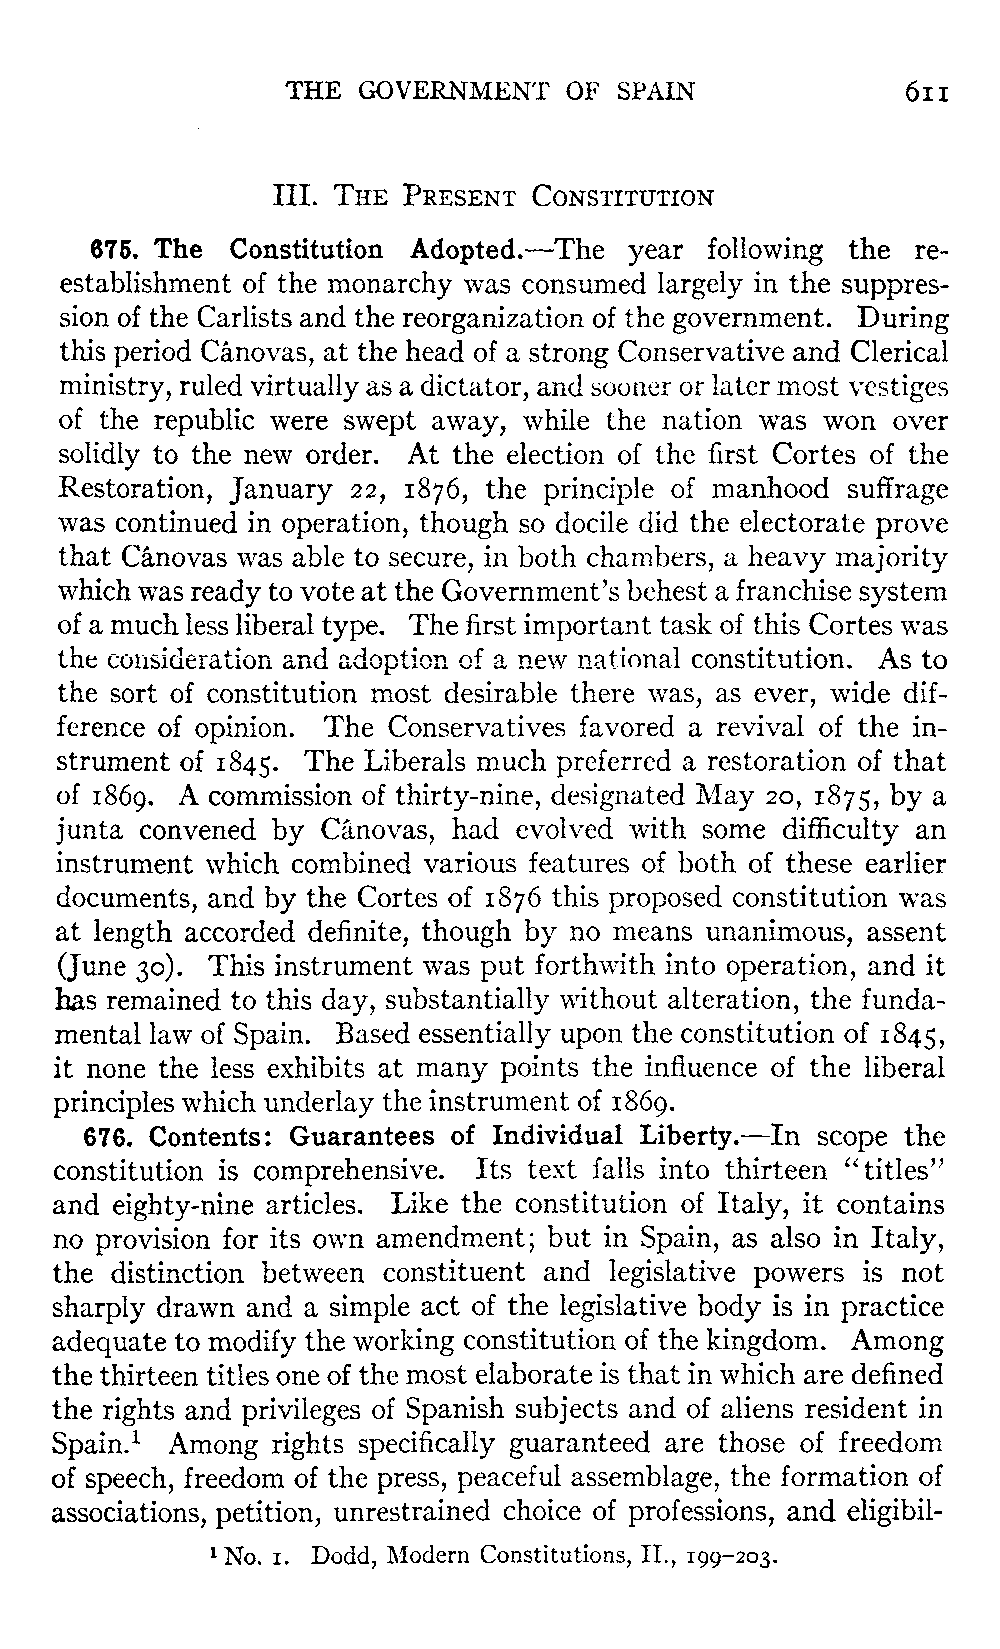 THE GOVERNMENT OF SPAIN 611
III. THE PRESENT CONSTITUTION
675. The Constitution Adopted.—The year following the re-
establishment of the monarchy was consumed largely in the suppres-
sion of the Carlists and the reorganization of the government. During
this period Cânovas, at the head of a strong Conservative and Clerical
ministry, ruled virtually as a dictator, and sooner or later most vestiges
of the republic were swept away, while the nation was won over
solidly to the new order. At the election of the first Cortes of the
Restoration, January 22, 1876, the principle of manhood suffrage
was continued in operation, though so docile did the electorate prove
that Cânovas was able to secure, in both chambers, a heavy majority
which was ready to vote at the Government's behest a franchise system
of a much less liberal type. The first important task of this Cortes was
the consideration and adoption of a new national constitution. As to
the sort of constitution most desirable there was, as ever, wide dif-
ference of opinion. The Conservatives favored a revival of the in-
strument of 1845. The Liberals much preferred a restoration of that
of 1869. A commission of thirty-nine, designated May 20, 1875, by a
junta convened by Cânovas, had evolved with some difficulty an
instrument which combined various features of both of these earlier
documents, and by the Cortes of 1876 this proposed constitution was
at length accorded definite, though by no means unanimous, assent
(June 30). This instrument was put forthwith into operation, and it
has remained to this day, substantially without alteration, the funda-
mental law of Spain. Based essentially upon the constitution of 1845,
it none the less exhibits at many points the influence of the liberal
principles which underlay the instrument of 1869.
676. Contents: Guarantees of Individual Liberty.—In scope the
constitution is comprehensive. Its text falls into thirteen “titles”
and eighty-nine articles. Like the constitution of Italy, it contains
no provision for its own amendment; but in Spain, as also in Italy,
the distinction between constituent and legislative powers is not
sharply drawn and a simple act of the legislative body is in practice
adequate to modify the working constitution of the kingdom. Among
the thirteen titles one of the most elaborate is that in which are defined
the rights and privileges of Spanish subjects and of aliens resident in
Spain.¹ Among rights specifically guaranteed are those of freedom
of speech, freedom of the press, peaceful assemblage, the formation of
associations, petition, unrestrained choice of professions, and eligibil-
¹ No. 1. Dodd, Modern Constitutions, II., 199–203.